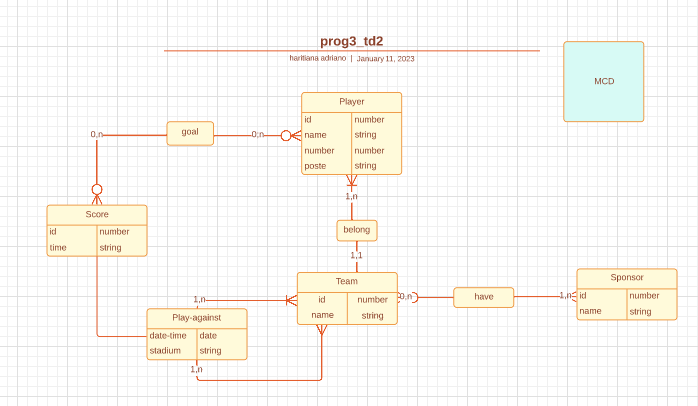 prog3_td2
haritiana adriano | January 11, 2023
MCD
Player
id number
name string
number number
poste string
goal
0,n
0;n
1,n
Score
id number
time string
belong
1,1
Team
id number
name string
0,n
have
1,n
Sponsor
id number
name string
1,n
Play-against
date-time date
stadium string
1,n